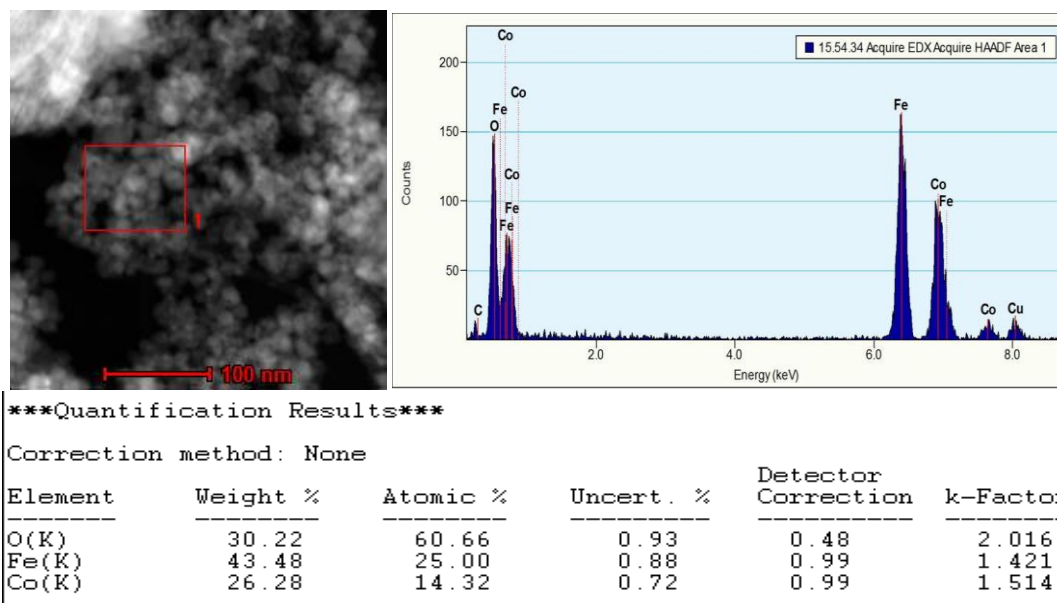 1
100 nm
Co
200
15.54.34 Acquire EDX Acquire HAADF Area 1
Co
Fe
Fe
O
150
Co
Co
100
Fe
Fe
Fe
50
C
Co
Cu
2.0
4.0
6.0
8.0
Counts
Energy (keV)
***Quantification Results***
Correction method: None
Element Weight % Atomic % Uncert. % Detector Correction k-Factor
O(K) 30.22 60.66 0.93 0.48 2.016
Fe(K) 43.48 25.00 0.88 0.99 1.421
Co(K) 26.28 14.32 0.72 0.99 1.514